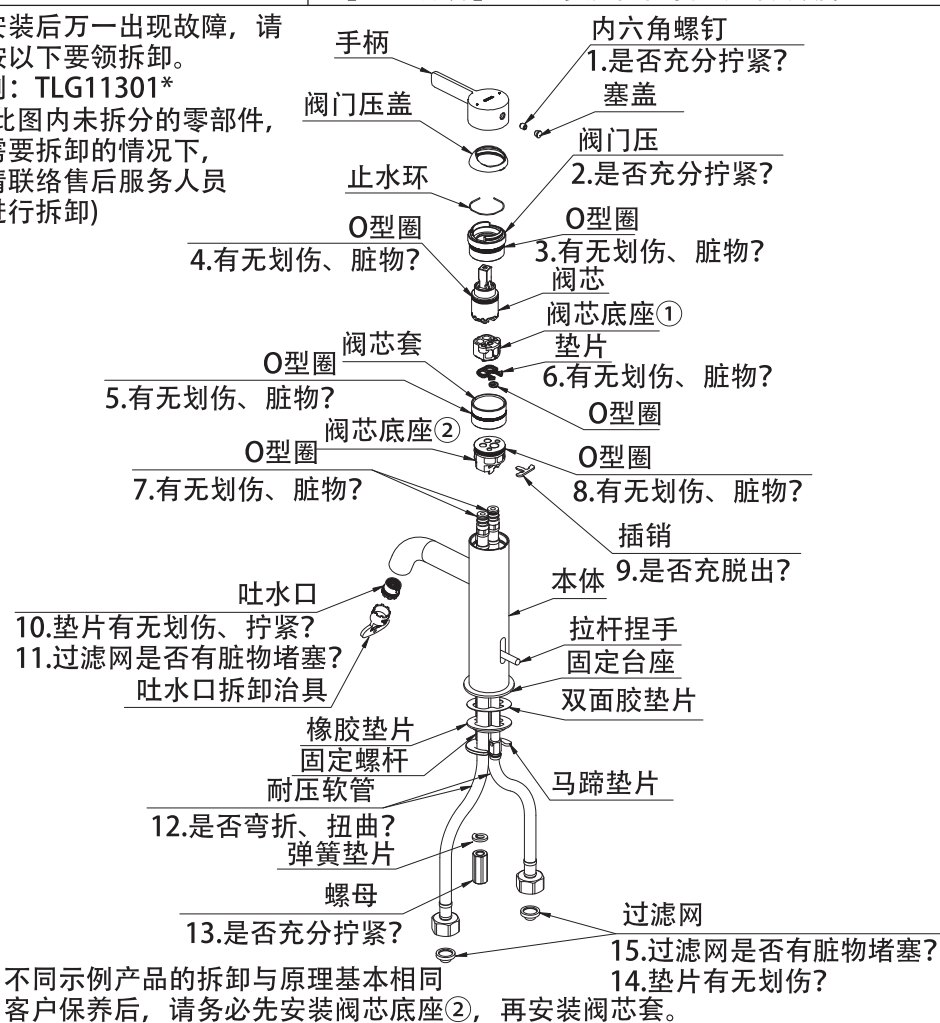 安装后万一出现故障，请
按以下要领拆卸。
例：TLG11301*
此图内未拆分的零部件，
需要拆卸的情况下，
请联络售后服务人员
进行拆卸)
手柄
内六角螺钉
1.是否充分拧紧？
塞盖
阀门压盖
阀门压
2.是否充分拧紧？
止水环
O型圈
3.有无划伤、脏物？
O型圈
4.有无划伤、脏物？
阀芯
阀芯底座①
阀芯套
垫片
6.有无划伤、脏物？
O型圈
5.有无划伤、脏物？
O型圈
阀芯底座②
O型圈
7.有无划伤、脏物？
O型圈
8.有无划伤、脏物？
插销
9.是否充脱出？
本体
吐水口
10.垫片有无划伤、拧紧？
11.过滤网是否有脏物堵塞？
吐水口拆卸治具
拉杆捏手
固定台座
双面胶垫片
橡胶垫片
固定螺杆
马蹄垫片
耐压软管
12.是否弯折、扭曲？
弹簧垫片
螺母
13.是否充分拧紧？
过滤网
15.过滤网是否有脏物堵塞？
14.垫片有无划伤？
不同示例产品的拆卸与原理基本相同
客户保养后，请务必先安装阀芯底座②，再安装阀芯套。